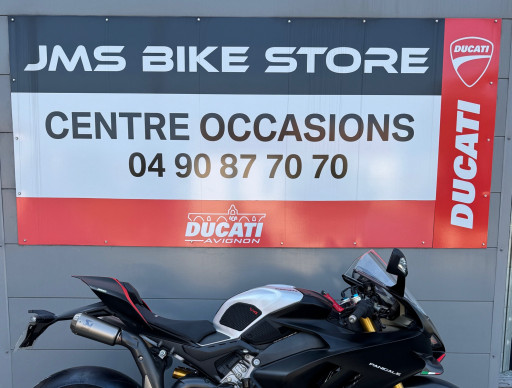 JMS BIKE STORE
DUCATI
CENTRE OCCASIONS
04 90 87 70 70
DUCATI
DUCATI
AVIGNON
PANIGALE